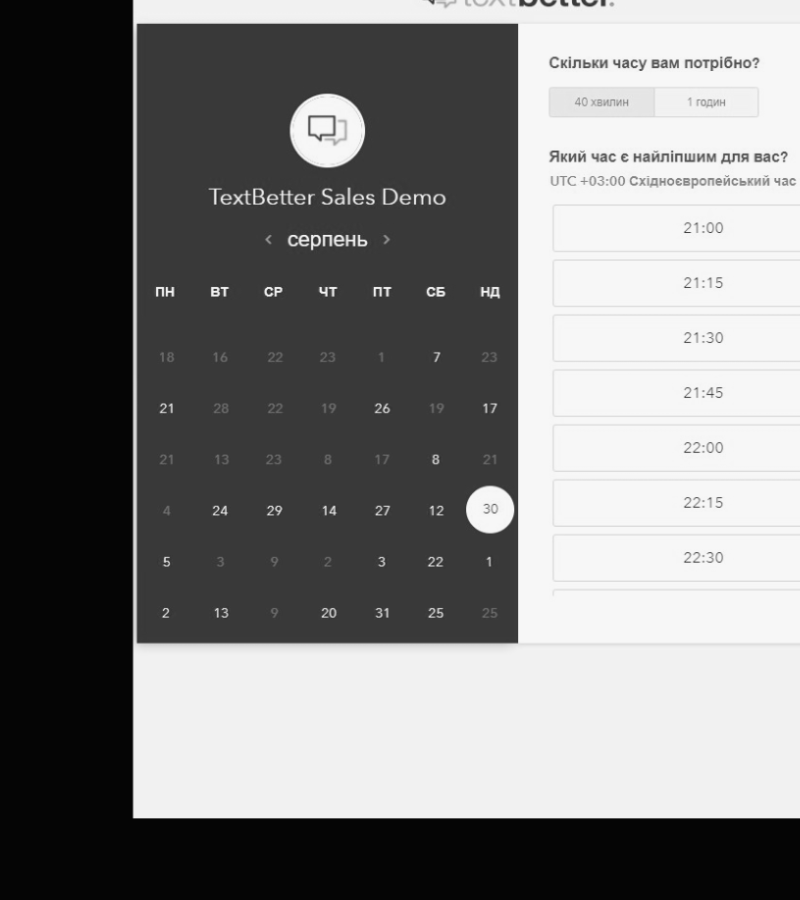 textbetter.
TextBetter Sales Demo
‹ серпень ›
ПН ВТ СР ЧТ ПТ СБ НД
18 16 22 23 1 7 23
21 28 22 19 26 19 17
21 13 23 8 17 8 21
4 24 29 14 27 12 30
5 3 9 2 3 22 1
2 13 9 20 31 25 25
Скільки часу вам потрібно?
40 хвилин 1 годин
Який час є найліпшим для вас?
UTC +03:00 Східноєвропейський час
21:00
21:15
21:30
21:45
22:00
22:15
22:30